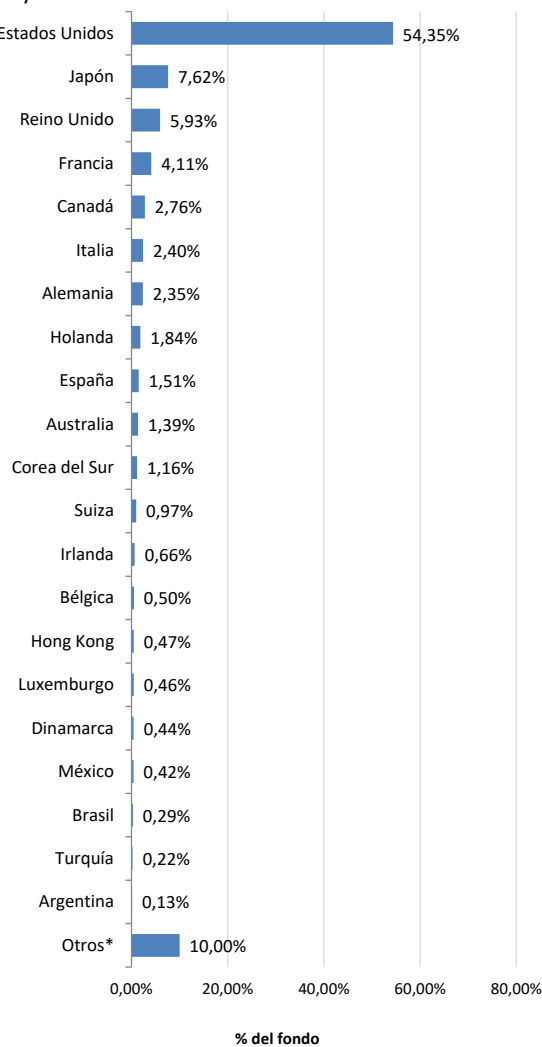 Estados Unidos 54,35%
Japón 7,62%
Reino Unido 5,93%
Francia 4,11%
Canadá 2,76%
Italia 2,40%
Alemania 2,35%
Holanda 1,84%
España 1,51%
Australia 1,39%
Corea del Sur 1,16%
Suiza 0,97%
Irlanda 0,66%
Bélgica 0,50%
Hong Kong 0,47%
Luxemburgo 0,46%
Dinamarca 0,44%
México 0,42%
Brasil 0,29%
Turquía 0,22%
Argentina 0,13%
Otros* 10,00%
0,00% 20,00% 40,00% 60,00% 80,00%
% del fondo